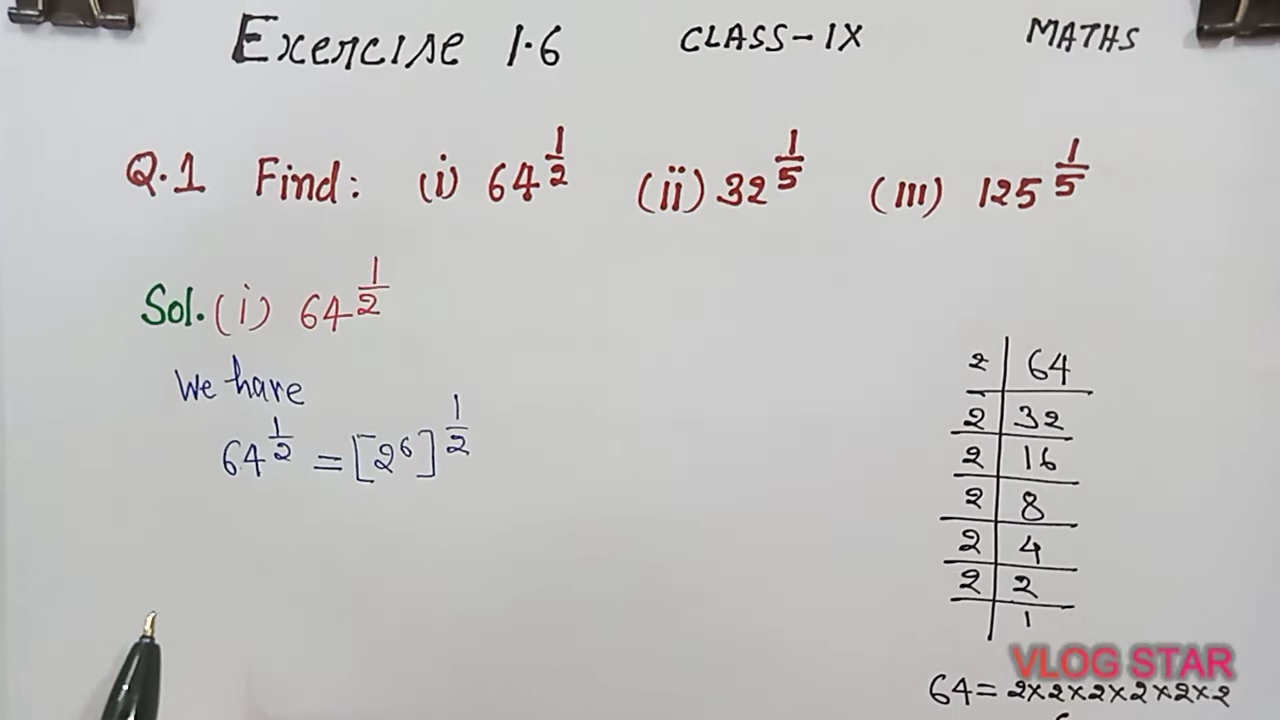 Exercise 1.6 CLASS-IX MATHS
Q.1 Find: (i) 64^1/2 (ii) 32^1/5 (iii) 125^1/5
Sol. (i) 64^1/2
We have
64^1/2 = [2^6]^1/2
2 | 64
2 | 32
2 | 16
2 | 8
2 | 4
2 | 2
| 1
VLOG STAR
64 = 2×2×2×2×2×2